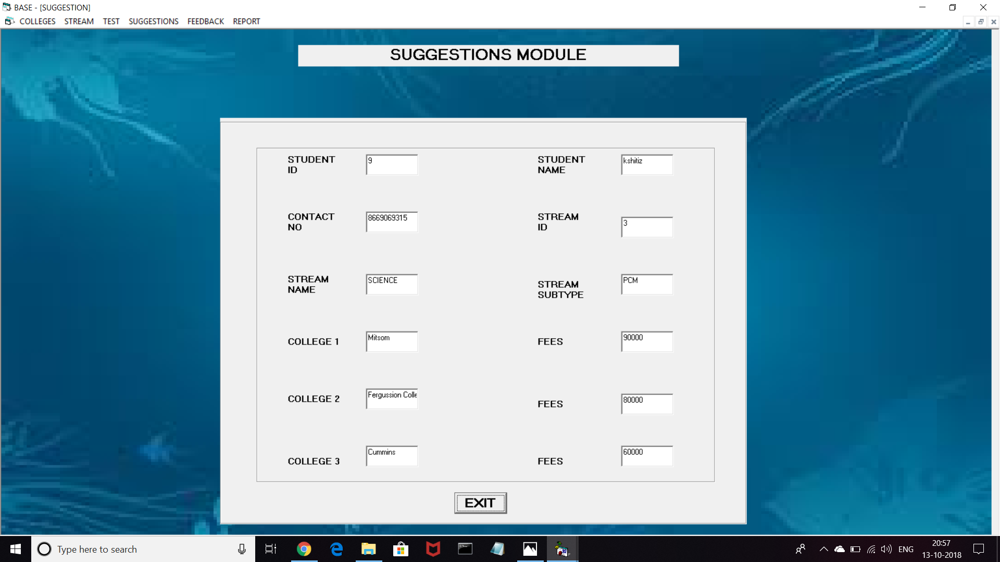 BASE - [SUGGESTION]
COLLEGES STREAM TEST SUGGESTIONS FEEDBACK REPORT
SUGGESTIONS MODULE
STUDENT ID 9 STUDENT NAME kshitiz
CONTACT NO 8669069315 STREAM ID 3
STREAM NAME SCIENCE STREAM SUBTYPE PCM
COLLEGE 1 Mitsom FEES 90000
COLLEGE 2 Fergussion Colle FEES 80000
COLLEGE 3 Cummins FEES 60000
EXIT
Type here to search
ENG
20:57
13-10-2018